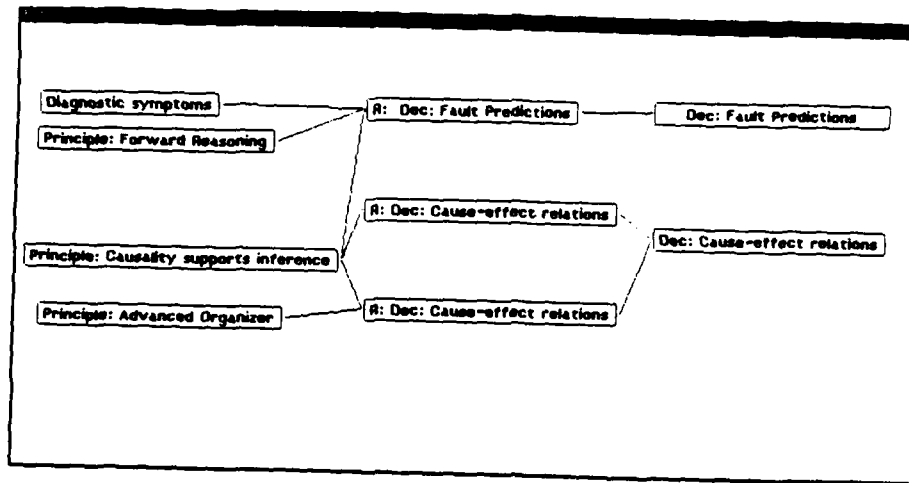 Diagnostic symptoms
A: Dec: Fault Predictions
Dec: Fault Predictions
Principle: Forward Reasoning
A: Dec: Cause-effect relations
Dec: Cause-effect relations
Principle: Causality supports inference
Principle: Advanced Organizer
A: Dec: Cause-effect relations